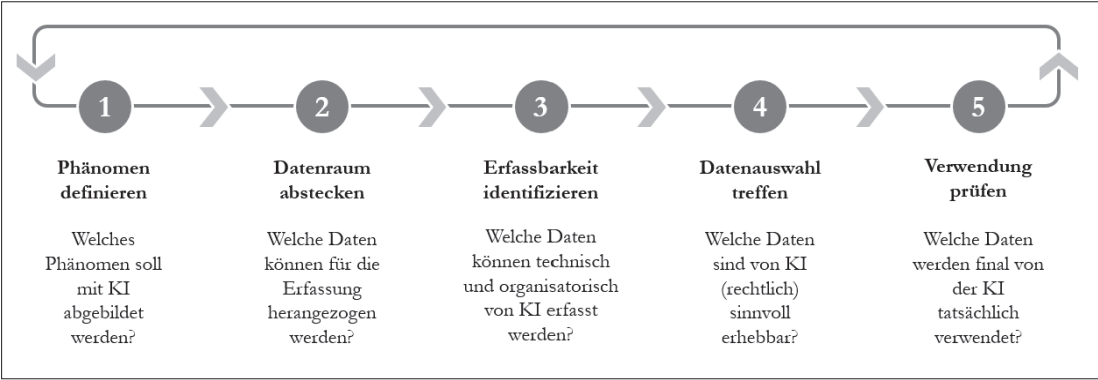 1
Phänomen
definieren
Welches
Phänomen soll
mit KI
abgebildet
werden?
2
Datenraum
abstecken
Welche Daten
können für die
Erfassung
herangezogen
werden?
3
Erfassbarkeit
identifizieren
Welche Daten
können technisch
und organisatorisch
von KI erfasst
werden?
4
Datenauswahl
treffen
Welche Daten
sind von KI
(rechtlich)
sinnvoll
erhebbar?
5
Verwendung
prüfen
Welche Daten
werden final von
der KI
tatsächlich
verwendet?